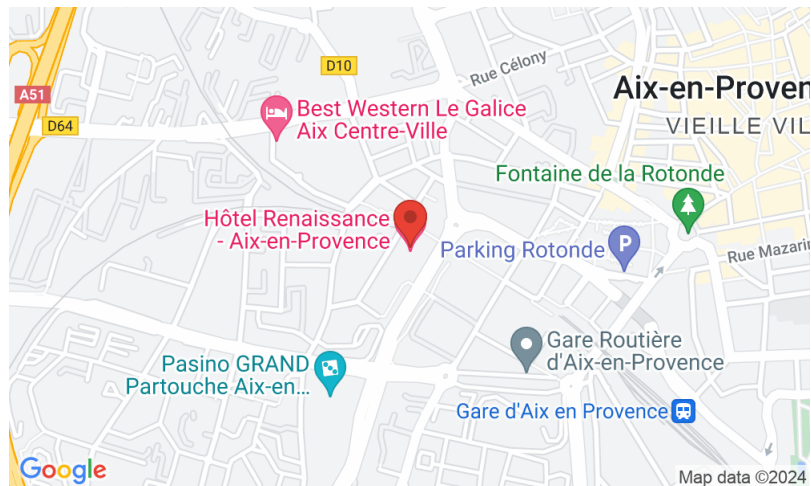 D10
Rue Célony
A51
D64
Best Western Le Galice
Aix Centre-Ville
Aix-en-Proven
VIEILLE VIL
Fontaine de la Rotonde
Hôtel Renaissance
- Aix-en-Provence
Parking Rotonde
P
Rue Mazarin
Gare Routière
d'Aix-en-Provence
Pasino GRAND
Partouche Aix-en...
Gare d'Aix en Provence
Google
Map data ©2024